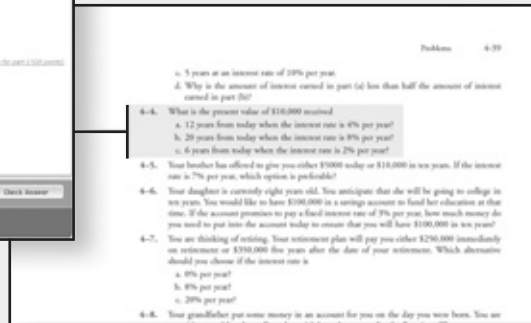 Problems 4-39
c. 5 years at an interest rate of 10% per year.
d. Why is the amount of interest earned in part (a) less than half the amount of interest
earned in part (b)?
4-4. What is the present value of $10,000 received
a. 12 years from today when the interest rate is 4% per year?
b. 20 years from today when the interest rate is 8% per year?
c. 6 years from today when the interest rate is 2% per year?
4-5. Your brother has offered to give you either $5000 today or $10,000 in ten years. If the interest
rate is 7% per year, which option is preferable?
4-6. Your daughter is currently eight years old. You anticipate that she will be going to college in
ten years. You would like to have $100,000 in a savings account to fund her education at that
time. If the account promises to pay a fixed interest rate of 3% per year, how much money do
you need to put into the account today to ensure that you will have $100,000 in ten years?
4-7. You are thinking of retiring. Your retirement plan will pay you either $250,000 immediately
on retirement or $350,000 five years after the date of your retirement. Which alternative
should you choose if the interest rate is
a. 0% per year?
b. 8% per year?
c. 20% per year?
4-8. Your grandfather put some money in an account for you on the day you were born. You are
Check Answer